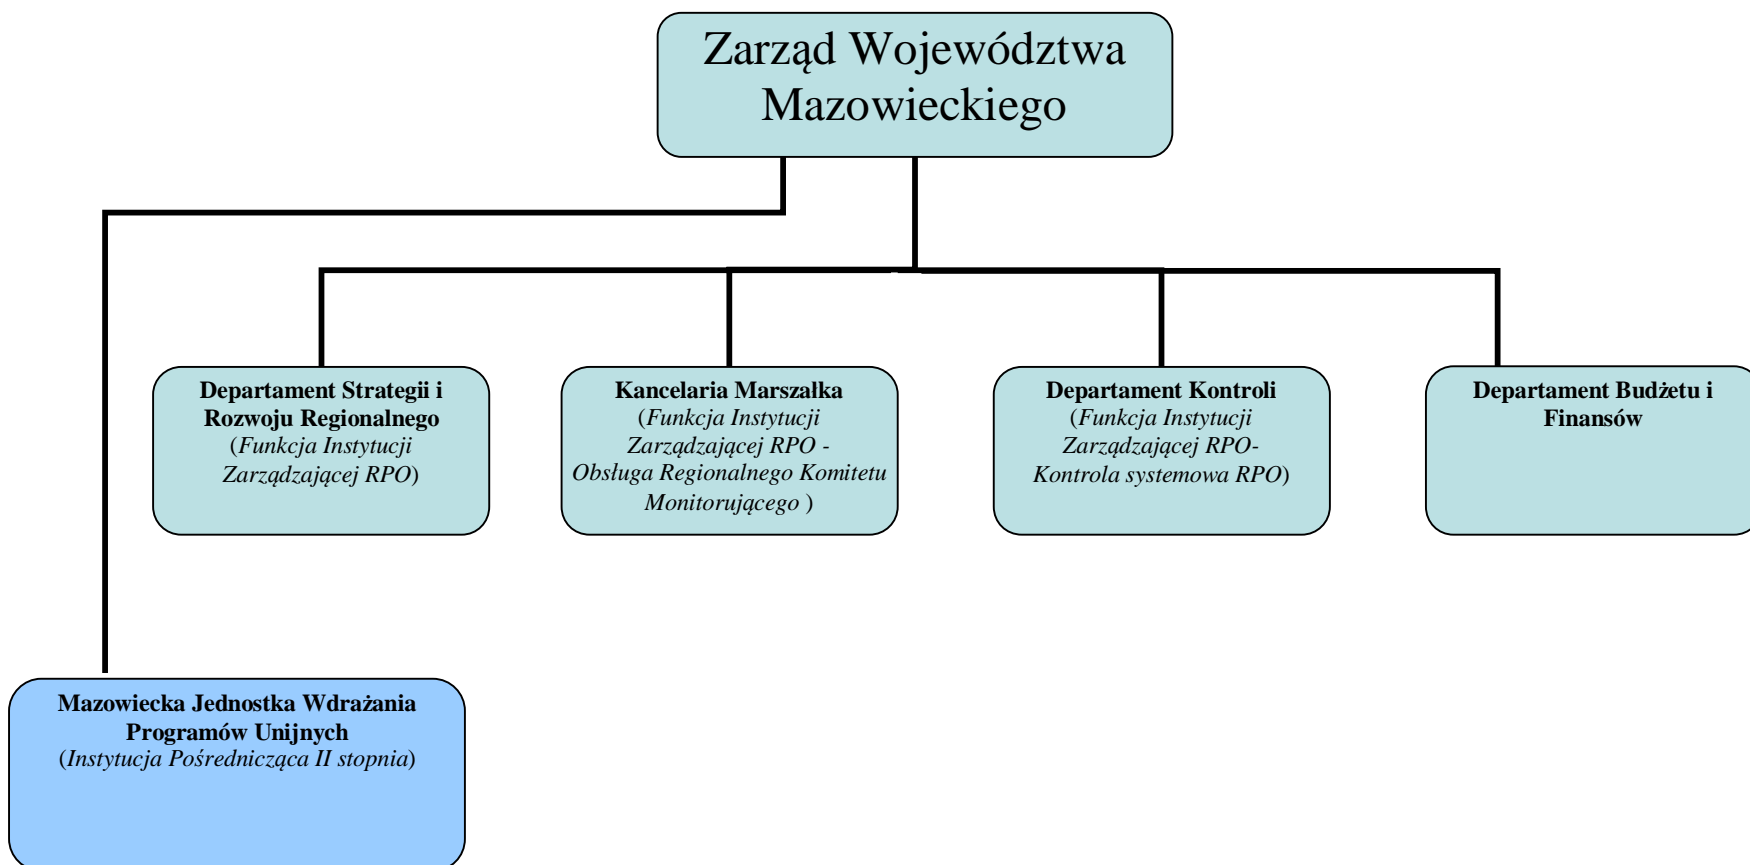 Zarząd Województwa
Mazowieckiego
Departament Strategii i
Rozwoju Regionalnego
(Funkcja Instytucji
Zarządzającej RPO)
Kancelaria Marszałka
(Funkcja Instytucji
Zarządzającej RPO -
Obsługa Regionalnego Komitetu
Monitorującego )
Departament Kontroli
(Funkcja Instytucji
Zarządzającej RPO-
Kontrola systemowa RPO)
Departament Budżetu i
Finansów
Mazowiecka Jednostka Wdrażania
Programów Unijnych
(Instytucja Pośrednicząca II stopnia)